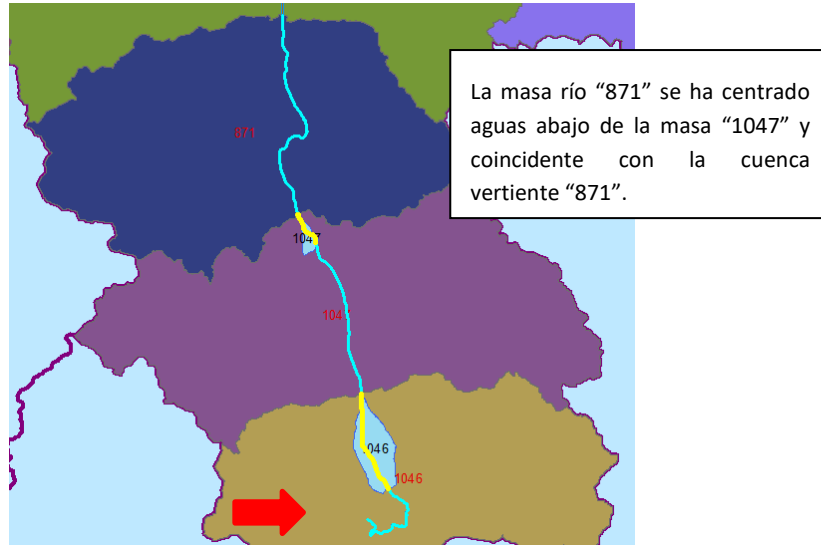 La masa río “871” se ha centrado
aguas abajo de la masa “1047” y
coincidente con la cuenca
vertiente “871”.
871
1047
104
046
1046